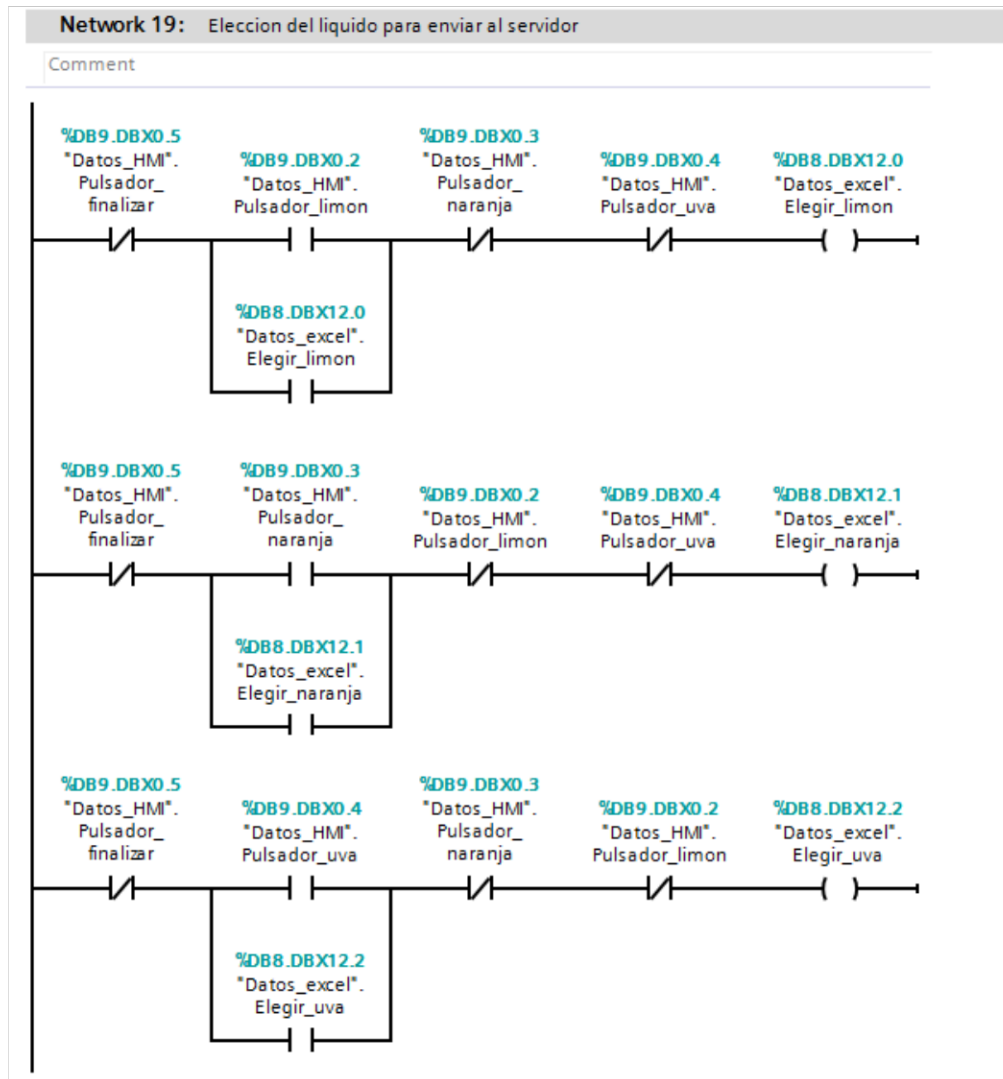 Network 19: Eleccion del liquido para enviar al servidor
Comment
%DB9.DBX0.5
"Datos_HMI".
Pulsador_
finalizar
%DB9.DBX0.2
"Datos_HMI".
Pulsador_limon
%DB9.DBX0.3
"Datos_HMI".
Pulsador_
naranja
%DB9.DBX0.4
"Datos_HMI".
Pulsador_uva
%DB8.DBX12.0
"Datos_excel".
Elegir_limon
%DB8.DBX12.0
"Datos_excel".
Elegir_limon
%DB9.DBX0.5
"Datos_HMI".
Pulsador_
finalizar
%DB9.DBX0.3
"Datos_HMI".
Pulsador_
naranja
%DB9.DBX0.2
"Datos_HMI".
Pulsador_limon
%DB9.DBX0.4
"Datos_HMI".
Pulsador_uva
%DB8.DBX12.1
"Datos_excel".
Elegir_naranja
%DB8.DBX12.1
"Datos_excel".
Elegir_naranja
%DB9.DBX0.5
"Datos_HMI".
Pulsador_
finalizar
%DB9.DBX0.4
"Datos_HMI".
Pulsador_uva
%DB9.DBX0.3
"Datos_HMI".
Pulsador_
naranja
%DB9.DBX0.2
"Datos_HMI".
Pulsador_limon
%DB8.DBX12.2
"Datos_excel".
Elegir_uva
%DB8.DBX12.2
"Datos_excel".
Elegir_uva